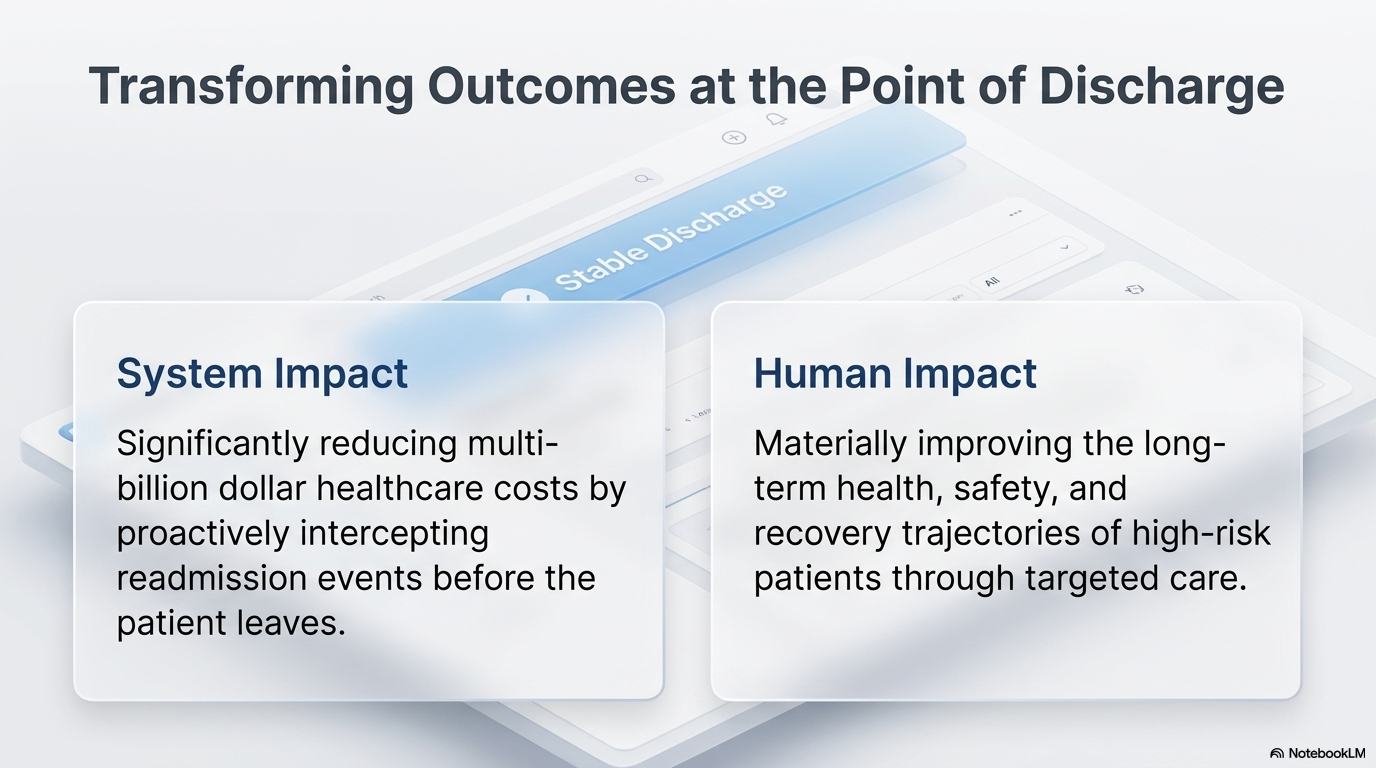 Transforming Outcomes at the Point of Discharge
Stable Discharge
All
System Impact
Significantly reducing multi-
billion dollar healthcare costs by
proactively intercepting
readmission events before the
patient leaves.
Human Impact
Materially improving the long-
term health, safety, and
recovery trajectories of high-risk
patients through targeted care.
NotebookLM